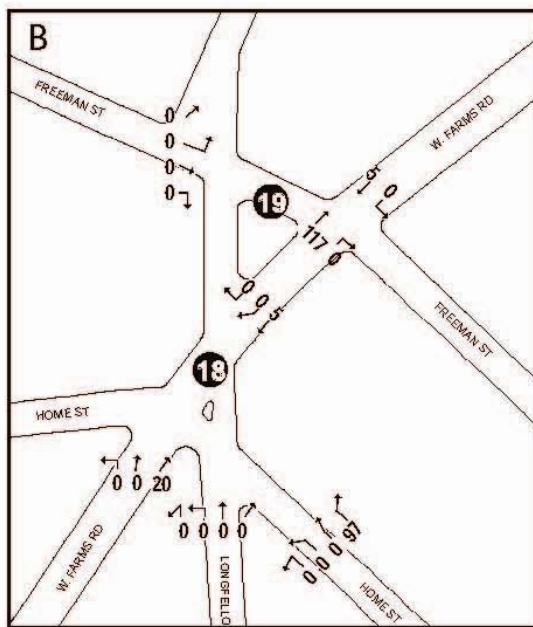 B
FREEMAN ST
0
0
0
0
W. FARMS RD
5 0
19
117 0
FREEMAN ST
0 0 5
18
HOME ST
0 0 20
W. FARMS RD
0 0 0 0
LONGFELLO
0 0 0 97
HOME ST